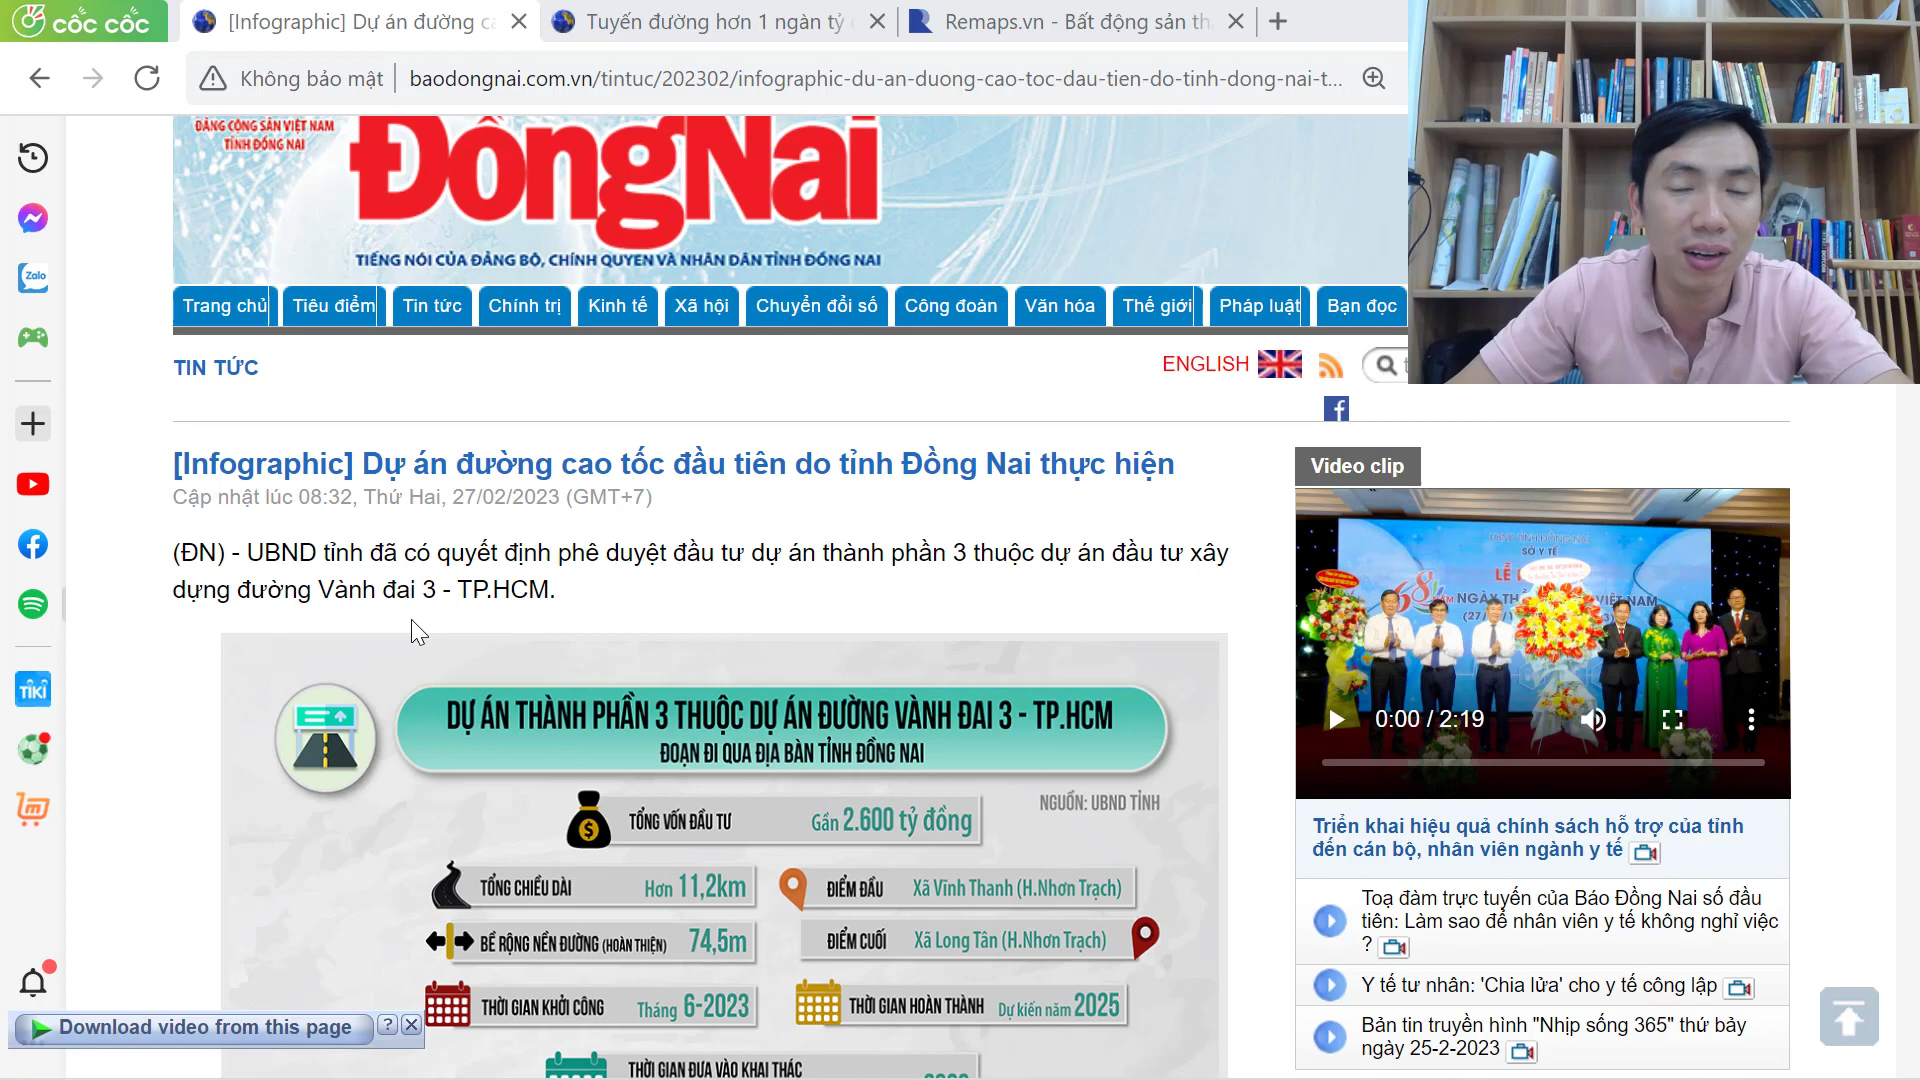 cốc cốc
[Infographic] Dự án đường ca
Tuyến đường hơn 1 ngàn tỷ
Remaps.vn - Bất động sản th
Không bảo mật
baodongnai.com.vn/tintuc/202302/infographic-du-an-duong-cao-toc-dau-tien-do-tinh-dong-nai-t...
ĐẢNG CỘNG SẢN VIỆT NAM
TỈNH ĐỒNG NAI
ĐồngNai
TIẾNG NÓI CỦA ĐẢNG BỘ, CHÍNH QUYỀN VÀ NHÂN DÂN TỈNH ĐỒNG NAI
Trang chủ
Tiêu điểm
Tin tức
Chính trị
Kinh tế
Xã hội
Chuyển đổi số
Công đoàn
Văn hóa
Thế giới
Pháp luật
Bạn đọc
TIN TỨC
ENGLISH
[Infographic] Dự án đường cao tốc đầu tiên do tỉnh Đồng Nai thực hiện
Cập nhật lúc 08:32, Thứ Hai, 27/02/2023 (GMT+7)
(ĐN) - UBND tỉnh đã có quyết định phê duyệt đầu tư dự án thành phần 3 thuộc dự án đầu tư xây
dựng đường Vành đai 3 - TP.HCM.
DỰ ÁN THÀNH PHẦN 3 THUỘC DỰ ÁN ĐƯỜNG VÀNH ĐAI 3 - TP.HCM
ĐOẠN ĐI QUA ĐỊA BÀN TỈNH ĐỒNG NAI
NGUỒN: UBND TỈNH
TỔNG VỐN ĐẦU TƯ Gần 2.600 tỷ đồng
TỔNG CHIỀU DÀI Hơn 11,2km
ĐIỂM ĐẦU Xã Vĩnh Thanh (H.Nhơn Trạch)
BỀ RỘNG NỀN ĐƯỜNG (HOÀN THIỆN) 74,5m
ĐIỂM CUỐI Xã Long Tân (H.Nhơn Trạch)
THỜI GIAN KHỞI CÔNG Tháng 6-2023
THỜI GIAN HOÀN THÀNH Dự kiến năm 2025
THỜI GIAN ĐƯA VÀO KHAI THÁC
Video clip
SỞ Y TẾ
0:00 / 2:19
Triển khai hiệu quả chính sách hỗ trợ của tỉnh
đến cán bộ, nhân viên ngành y tế
Toạ đàm trực tuyến của Báo Đồng Nai số đầu
tiên: Làm sao để nhân viên y tế không nghỉ việc
?
Y tế tư nhân: 'Chia lửa' cho y tế công lập
Bản tin truyền hình "Nhịp sống 365" thứ bảy
ngày 25-2-2023
Zalo
TIKI
Download video from this page
?